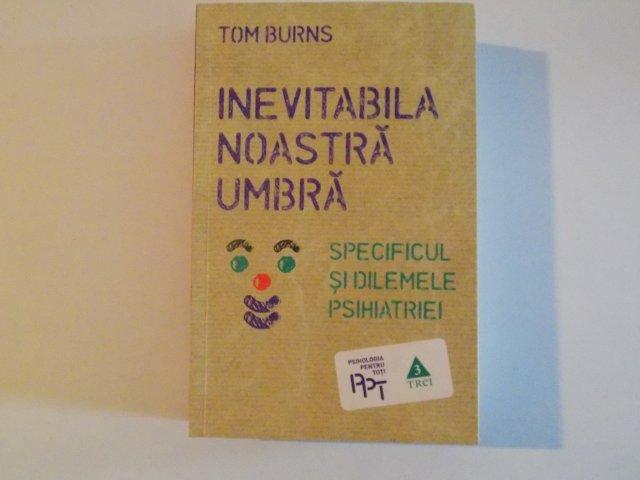 TOM BURNS
INEVITABILA
NOASTRĂ
UMBRĂ
SPECIFICUL
ȘI DILEMELE
PSIHIATRIEI
PSIHOLOGIA
PENTRU
TOȚI
PPT
3
TREI